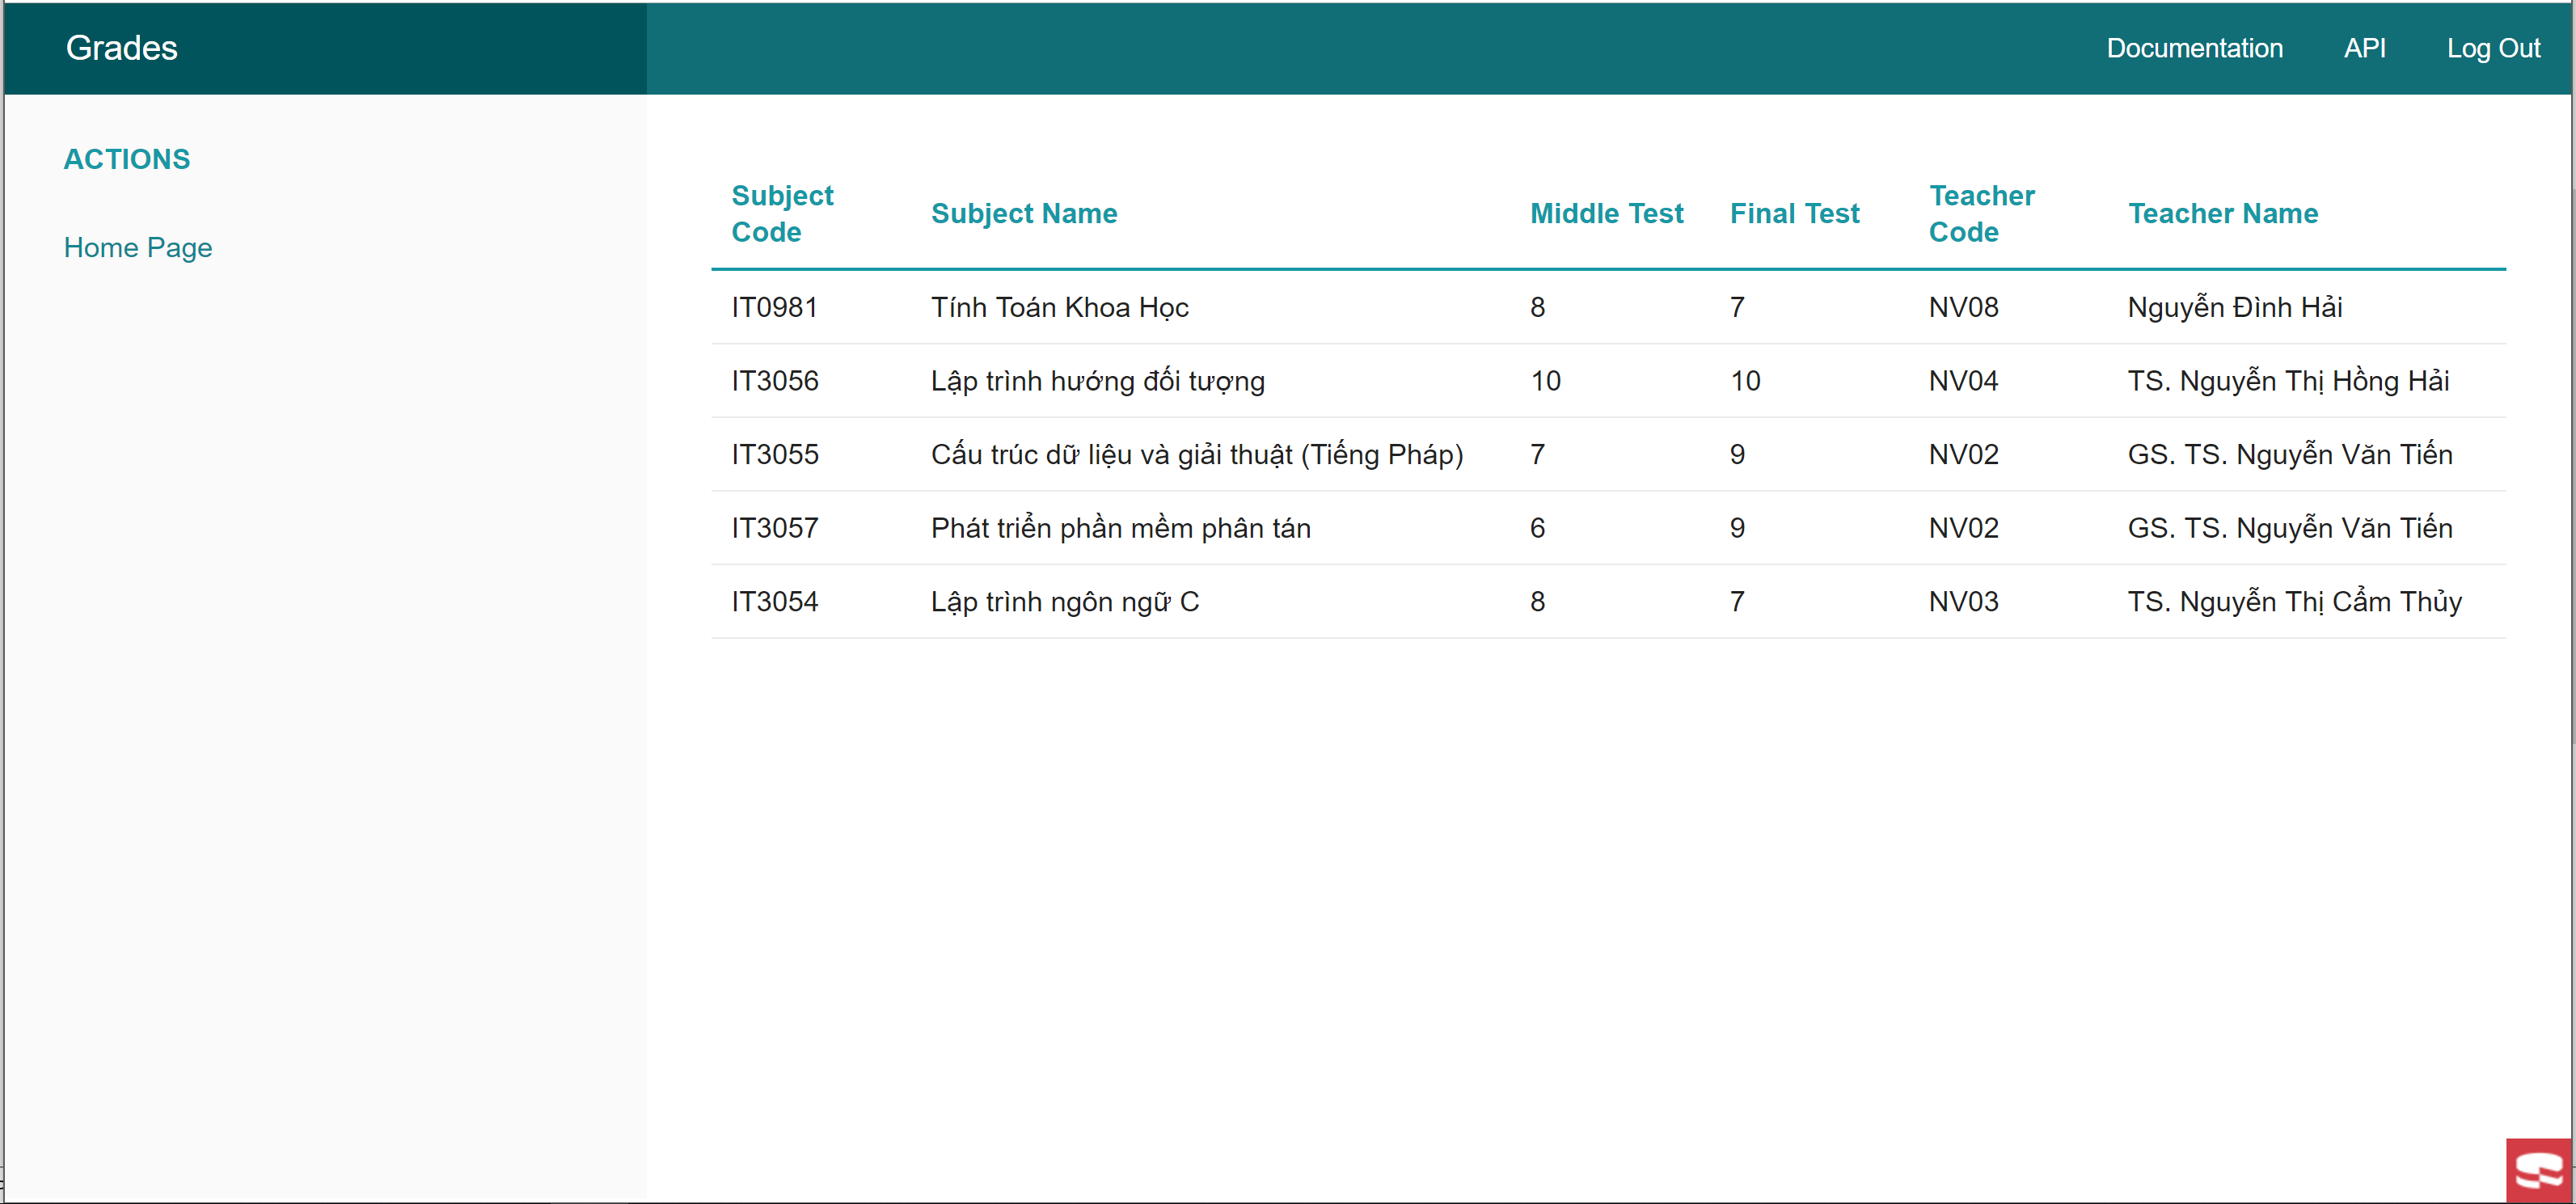 Grades
Documentation API Log Out
ACTIONS
Home Page
Subject Code Subject Name Middle Test Final Test Teacher Code Teacher Name
IT0981 Tính Toán Khoa Học 8 7 NV08 Nguyễn Đình Hải
IT3056 Lập trình hướng đối tượng 10 10 NV04 TS. Nguyễn Thị Hồng Hải
IT3055 Cấu trúc dữ liệu và giải thuật (Tiếng Pháp) 7 9 NV02 GS. TS. Nguyễn Văn Tiến
IT3057 Phát triển phần mềm phân tán 6 9 NV02 GS. TS. Nguyễn Văn Tiến
IT3054 Lập trình ngôn ngữ C 8 7 NV03 TS. Nguyễn Thị Cẩm Thủy